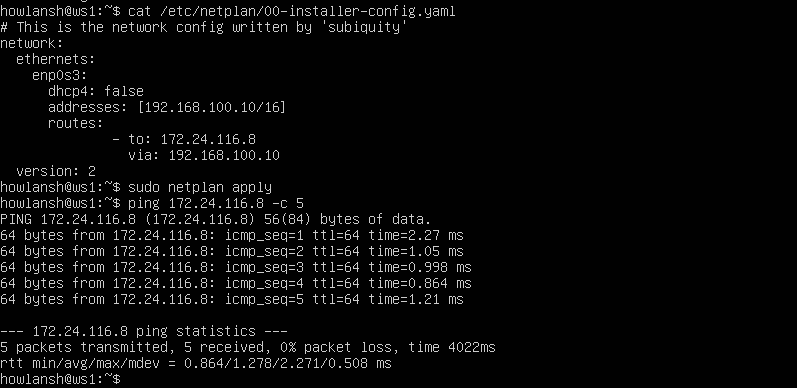 howlansh@ws1:~$ cat /etc/netplan/00-installer-config.yaml
# This is the network config written by 'subiquity'
network:
  ethernets:
    enp0s3:
      dhcp4: false
      addresses: [192.168.100.10/16]
      routes:
              - to: 172.24.116.8
                via: 192.168.100.10
  version: 2
howlansh@ws1:~$ sudo netplan apply
howlansh@ws1:~$ ping 172.24.116.8 -c 5
PING 172.24.116.8 (172.24.116.8) 56(84) bytes of data.
64 bytes from 172.24.116.8: icmp_seq=1 ttl=64 time=2.27 ms
64 bytes from 172.24.116.8: icmp_seq=2 ttl=64 time=1.05 ms
64 bytes from 172.24.116.8: icmp_seq=3 ttl=64 time=0.998 ms
64 bytes from 172.24.116.8: icmp_seq=4 ttl=64 time=0.864 ms
64 bytes from 172.24.116.8: icmp_seq=5 ttl=64 time=1.21 ms

--- 172.24.116.8 ping statistics ---
5 packets transmitted, 5 received, 0% packet loss, time 4022ms
rtt min/avg/max/mdev = 0.864/1.278/2.271/0.508 ms
howlansh@ws1:~$